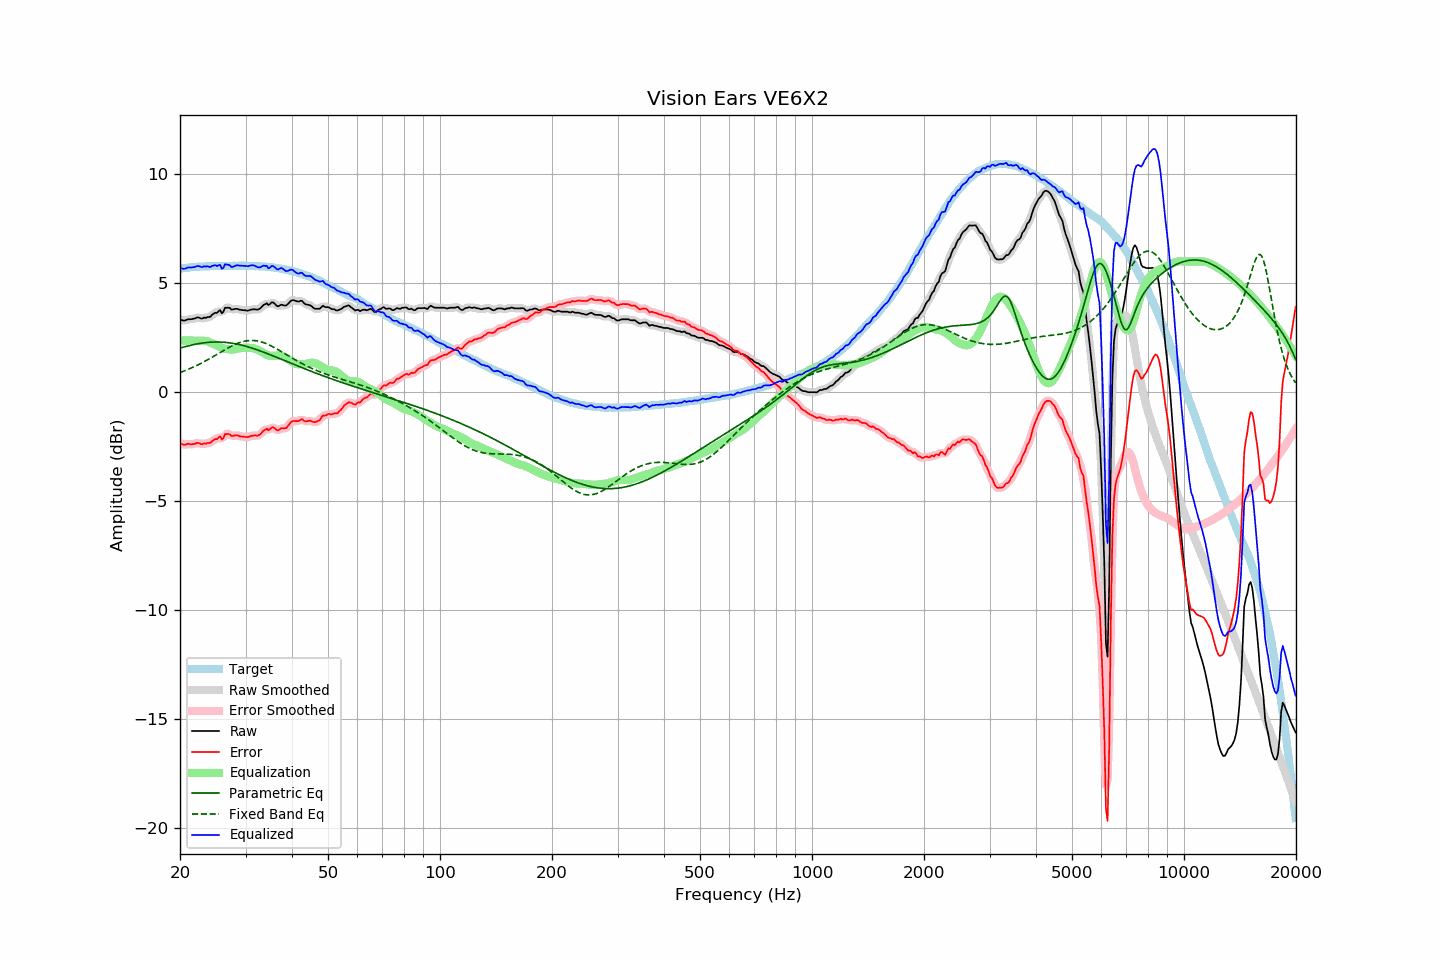 Vision Ears VE6X2
10
5
0
−5
−10
−15
−20
Amplitude (dBr)
Target
Raw Smoothed
Error Smoothed
Raw
Error
Equalization
Parametric Eq
Fixed Band Eq
Equalized
20 50 100 200 500 1000 2000 5000 10000 20000
Frequency (Hz)